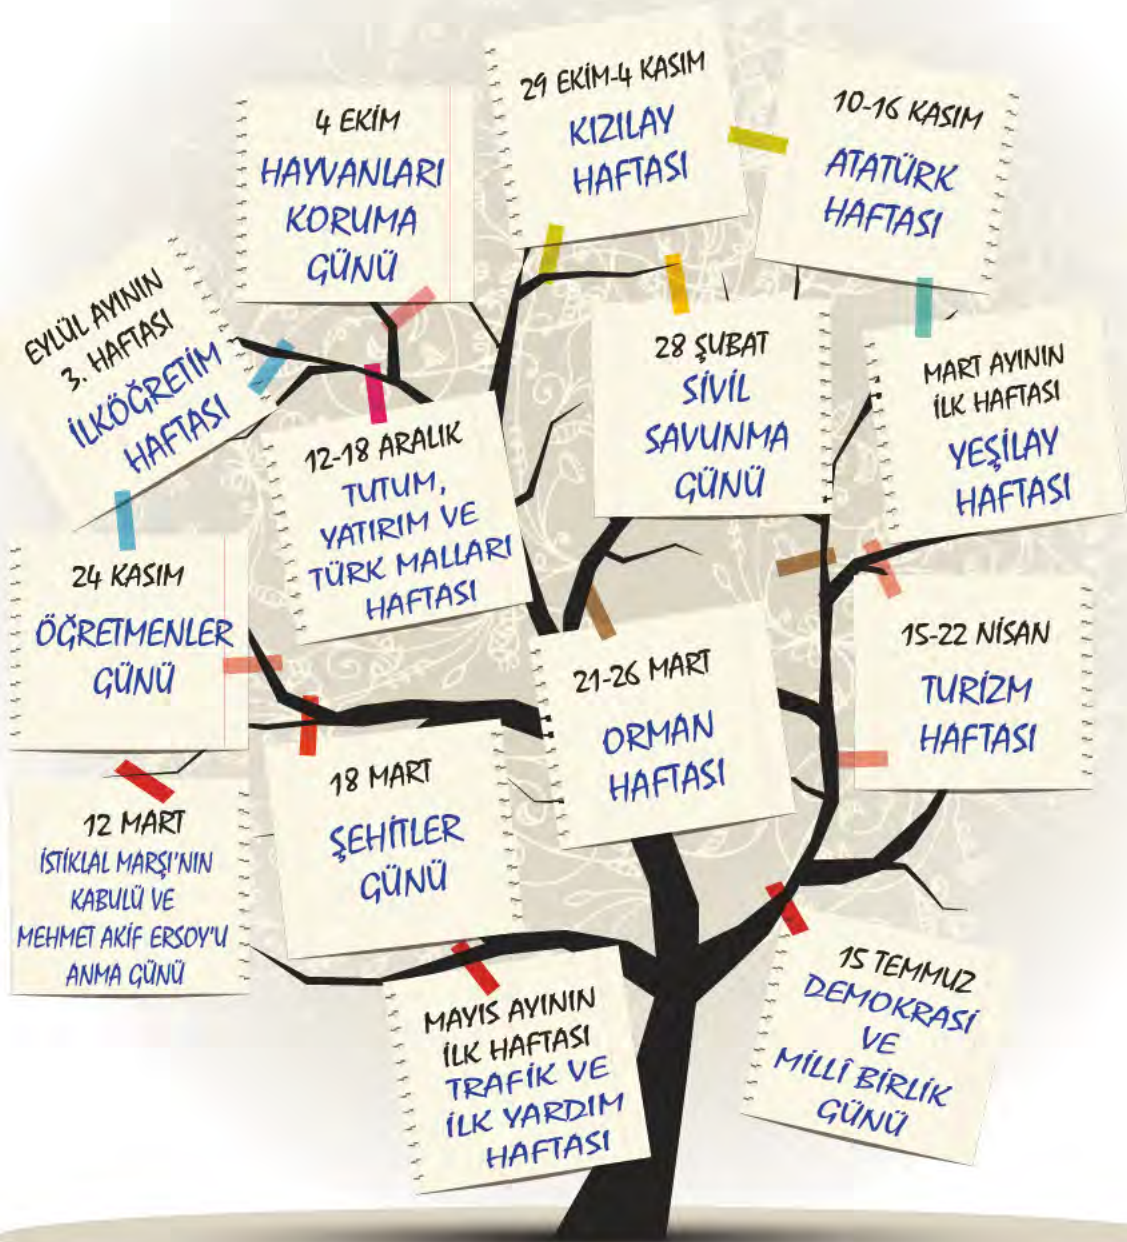 4 EKİM
HAYVANLARI
KORUMA
GÜNÜ
29 EKİM-4 KASIM
KIZILAY
HAFTASI
10-16 KASIM
ATATÜRK
HAFTASI
EYLÜL AYININ
3. HAFTASI
İLKÖĞRETİM
HAFTASI
12-18 ARALIK
TUTUM,
YATIRIM VE
TÜRK MALLARI
HAFTASI
28 ŞUBAT
SİVİL
SAVUNMA
GÜNÜ
MART AYININ
İLK HAFTASI
YEŞİLAY
HAFTASI
24 KASIM
ÖĞRETMENLER
GÜNÜ
21-26 MART
ORMAN
HAFTASI
15-22 NİSAN
TURİZM
HAFTASI
12 MART
İSTİKLAL MARŞI'NIN
KABULÜ VE
MEHMET AKİF ERSOY'U
ANMA GÜNÜ
18 MART
ŞEHİTLER
GÜNÜ
MAYIS AYININ
İLK HAFTASI
TRAFİK VE
İLK YARDIM
HAFTASI
15 TEMMUZ
DEMOKRASİ
VE
MİLLÎ BİRLİK
GÜNÜ